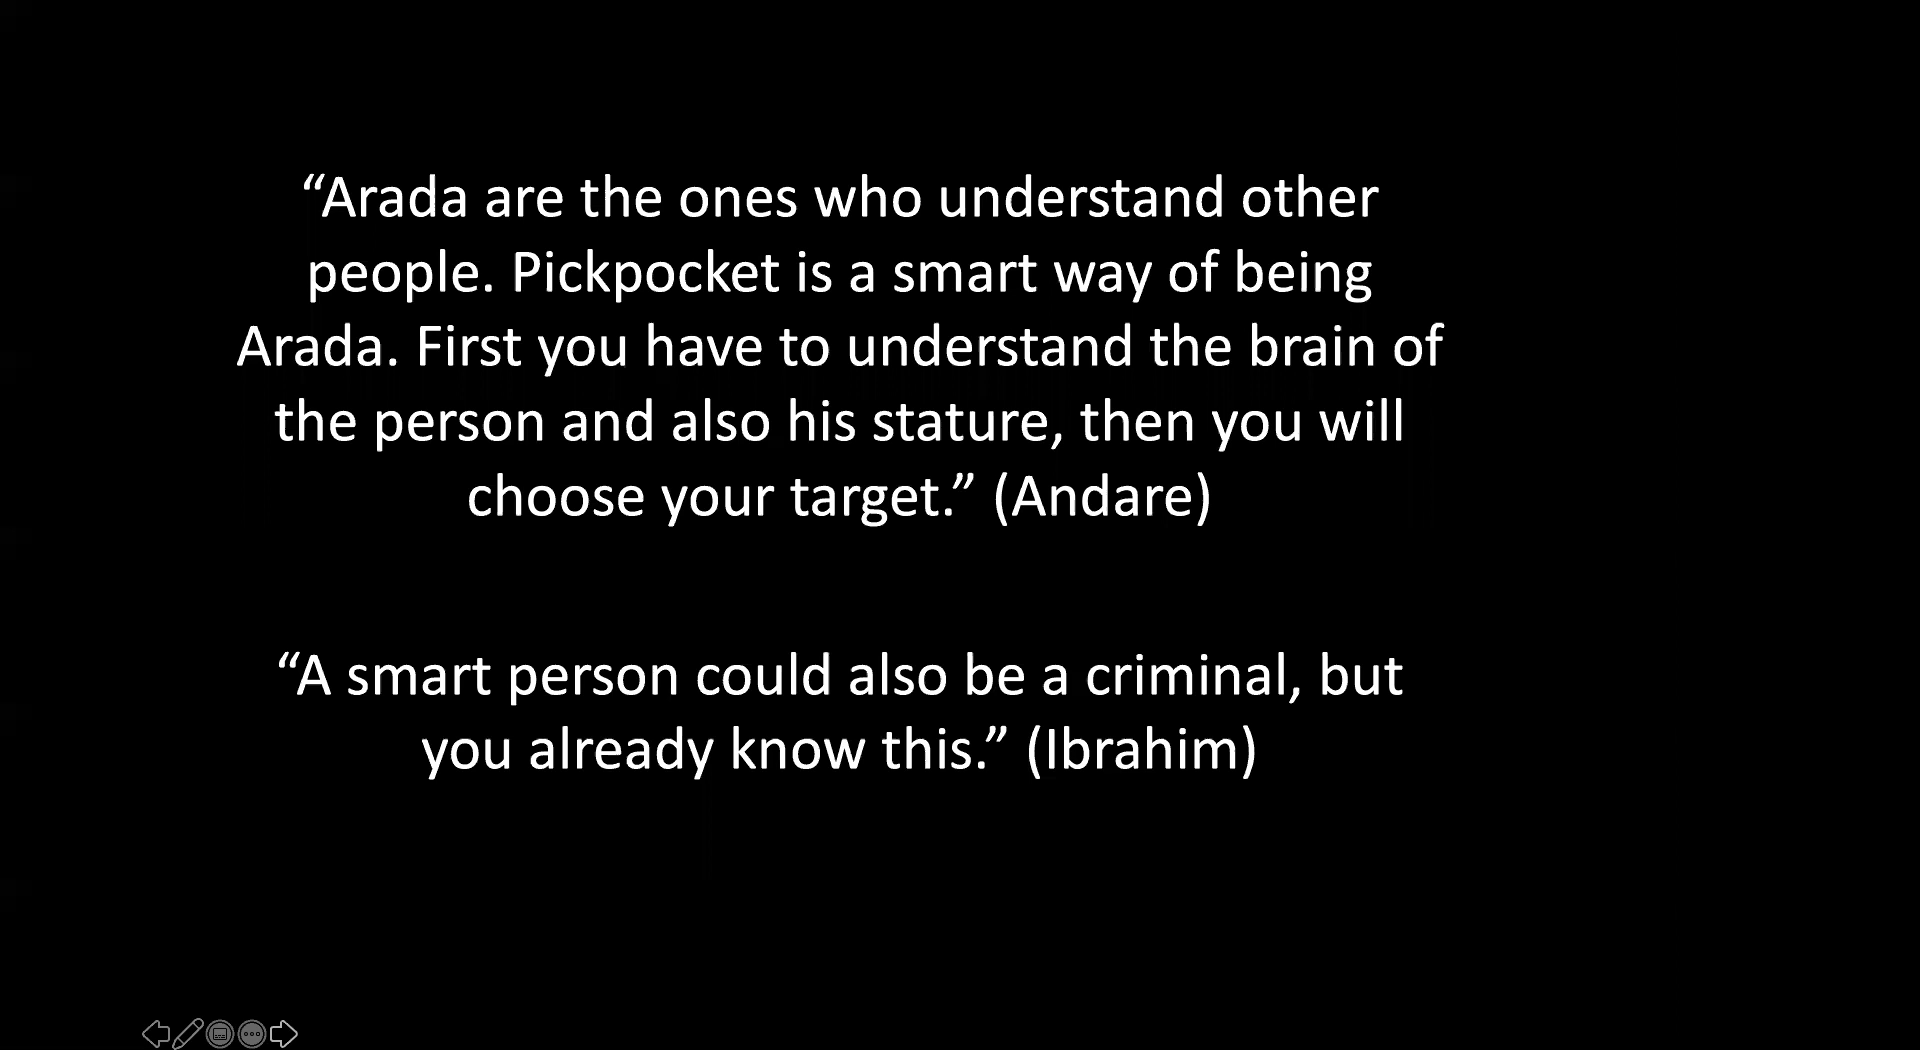 “Arada are the ones who understand other
people. Pickpocket is a smart way of being
Arada. First you have to understand the brain of
the person and also his stature, then you will
choose your target.” (Andare)
“A smart person could also be a criminal, but
you already know this.” (Ibrahim)